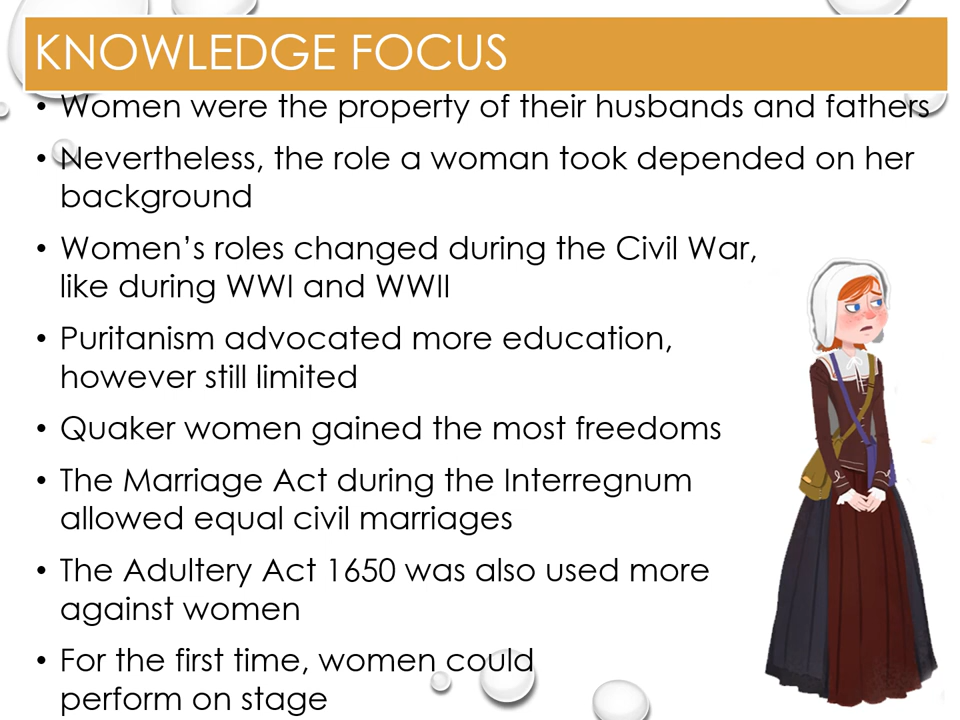 KNOWLEDGE FOCUS
• Women were the property of their husbands and fathers
• Nevertheless, the role a woman took depended on her
background
• Women’s roles changed during the Civil War,
like during WWI and WWII
• Puritanism advocated more education,
however still limited
• Quaker women gained the most freedoms
• The Marriage Act during the Interregnum
allowed equal civil marriages
• The Adultery Act 1650 was also used more
against women
• For the first time, women could
perform on stage